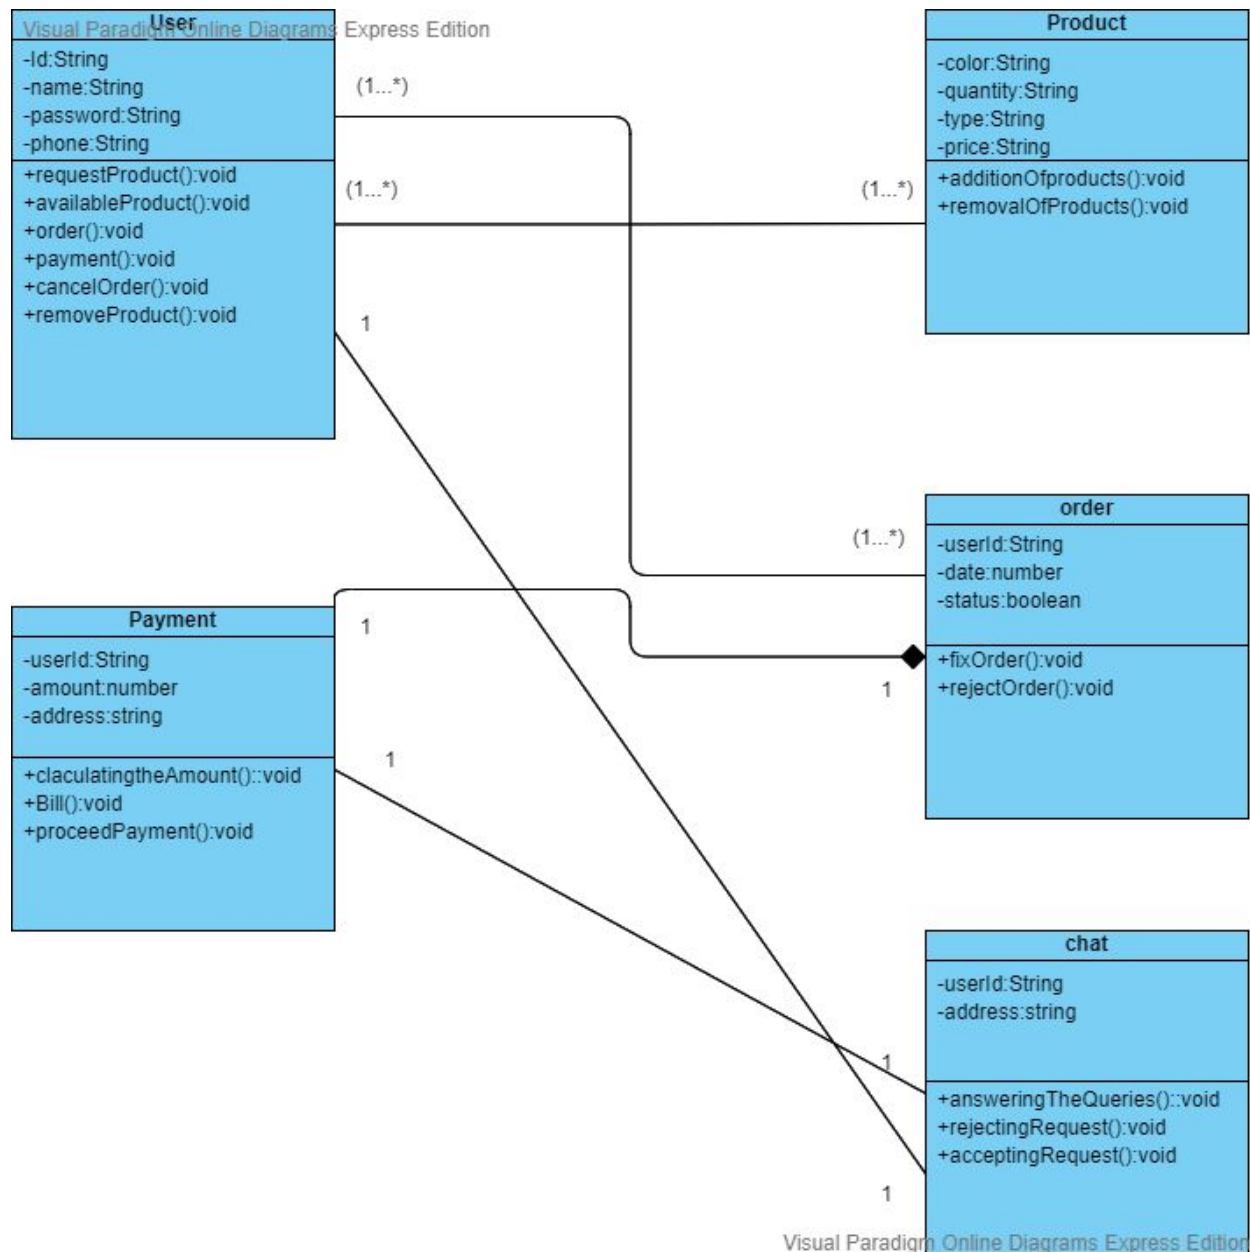 User
Visual Paradigm Online Diagrams Express Edition
-Id:String
-name:String
-password:String
-phone:String
+requestProduct():void
+availableProduct():void
+order():void
+payment():void
+cancelOrder():void
+removeProduct():void
(1...*)
(1...*)
1
(1...*)
Product
-color:String
-quantity:String
-type:String
-price:String
+additionOfproducts():void
+removalOfProducts():void
(1...*)
order
-userId:String
-date:number
-status:boolean
+fixOrder():void
+rejectOrder():void
1
1
Payment
-userId:String
-amount:number
-address:string
+claculatingtheAmount()::void
+Bill():void
+proceedPayment():void
1
1
1
chat
-userId:String
-address:string
+answeringTheQueries()::void
+rejectingRequest():void
+acceptingRequest():void
Visual Paradigm Online Diagrams Express Edition